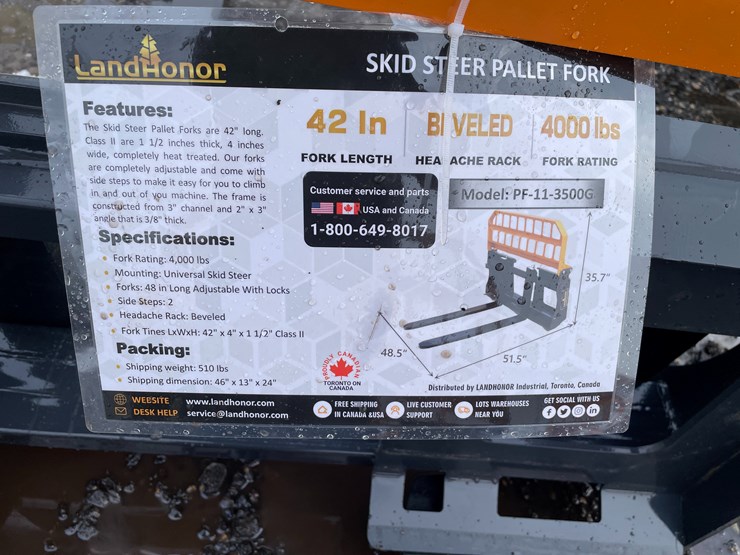 LandHonor
SKID STEER PALLET FORK
Features:
The Skid Steer Pallet Forks are 42" long.
Class II are 1 1/2 inches thick, 4 inches
wide, completely heat treated. Our forks
are completely adjustable and come with
side steps to make it easy for you to climb
in and out of you machine. The frame is
constructed from 3" channel and 2" x 3"
angle that is 3/8" thick.
42 In
FORK LENGTH
BEVELED
HEADACHE RACK
4000 lbs
FORK RATING
Customer service and parts
USA and Canada
1-800-649-8017
Model: PF-11-3500G
Specifications:
• Fork Rating: 4,000 lbs
• Mounting: Universal Skid Steer
• Forks: 48 in Long Adjustable With Locks
• Side Steps: 2
• Headache Rack: Beveled
• Fork Tines LxWxH: 42" x 4" x 1 1/2" Class II
35.7"
48.5"
51.5"
Packing:
• Shipping weight: 510 lbs
• Shipping dimension: 46" x 13" x 24"
PROUDLY CANADIAN
TORONTO ON
CANADA
Distributed by LANDHONOR Industrial, Toronto, Canada
WEBSITE www.landhonor.com
DESK HELP service@landhonor.com
FREE SHIPPING
IN CANADA &USA
LIVE CUSTOMER
SUPPORT
LOTS WAREHOUSES
NEAR YOU
GET SOCIAL WITH US